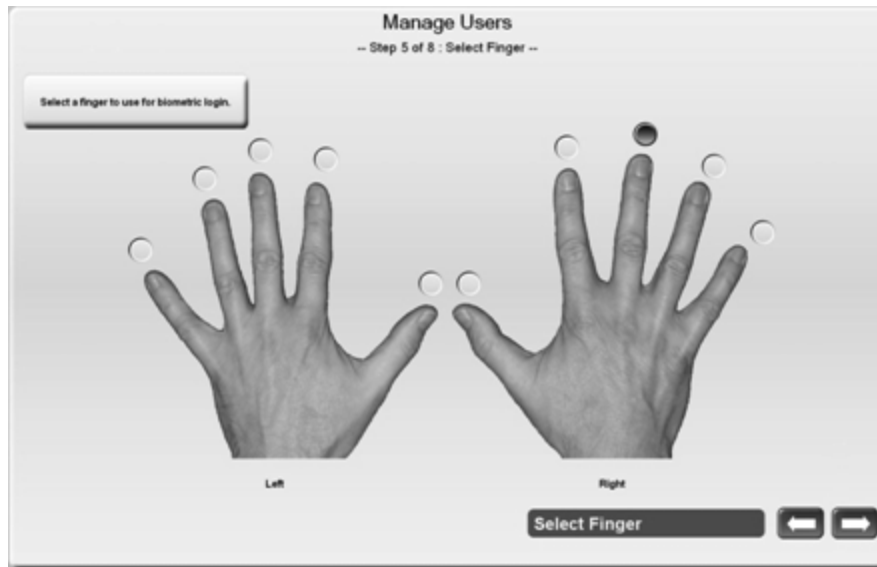 Manage Users
-- Step 5 of 8 : Select Finger --
Select a finger to use for biometric login.
Left
Right
Select Finger